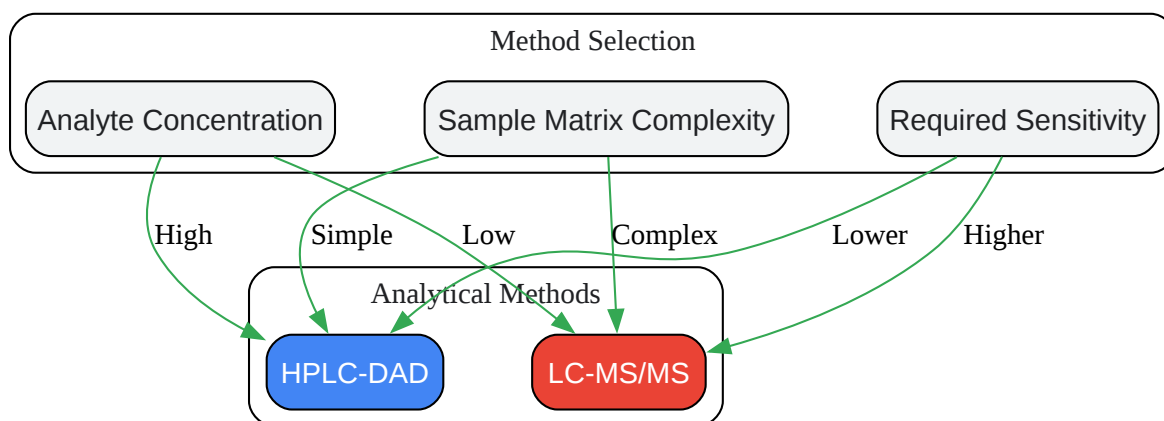 Method Selection
Analyte Concentration
Sample Matrix Complexity
Required Sensitivity
High
Simple
Low
Complex
Lower
Higher
Analytical Methods
HPLC-DAD
LC-MS/MS